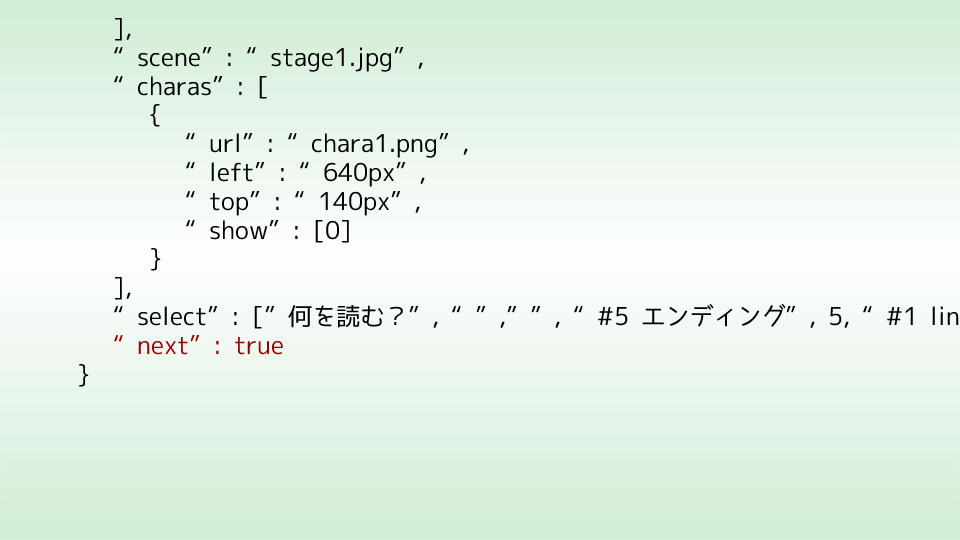 ],
“ scene” : “ stage1.jpg” ,
“ charas” : [
{
“ url” : “ chara1.png” ,
“ left” : “ 640px” ,
“ top” : “ 140px” ,
“ show” : [0]
}
],
“ select” : [” 何を読む？” , “ ” ,” ” , “ #5 エンディング” , 5, “ #1 lin
“ next” : true
}